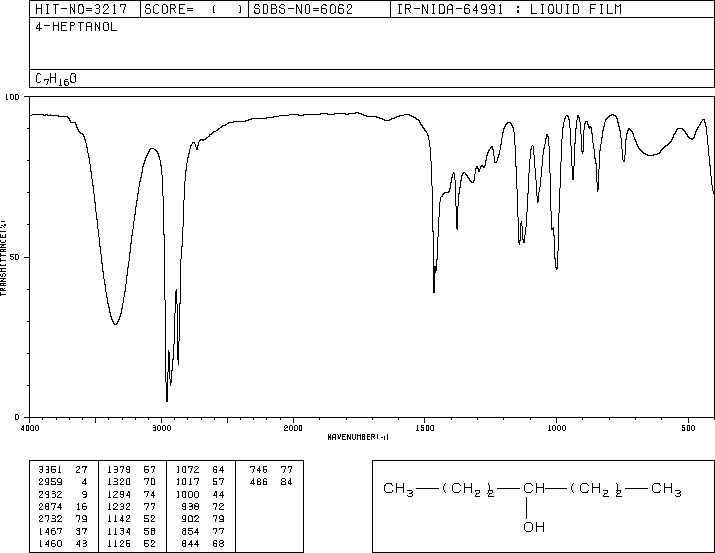 HIT-NO=3217 SCORE= ( ) SDBS-NO=6062 IR-NIDA-64991 : LIQUID FILM
4-HEPTANOL
C7H16O
100
50
0
TRANSMITTANCE(%)
4000 3000 2000 1500 1000 500
WAVENUMBER(-1)
3361 27 1379 57 1072 64 746 77
2959 4 1320 70 1017 57 486 84
2932 9 1294 74 1000 44
2874 16 1232 77 938 72
2732 79 1142 52 902 79
1467 37 1134 58 854 77
1460 43 1126 52 844 68
CH3—(CH2)2—CH—(CH2)2—CH3
OH